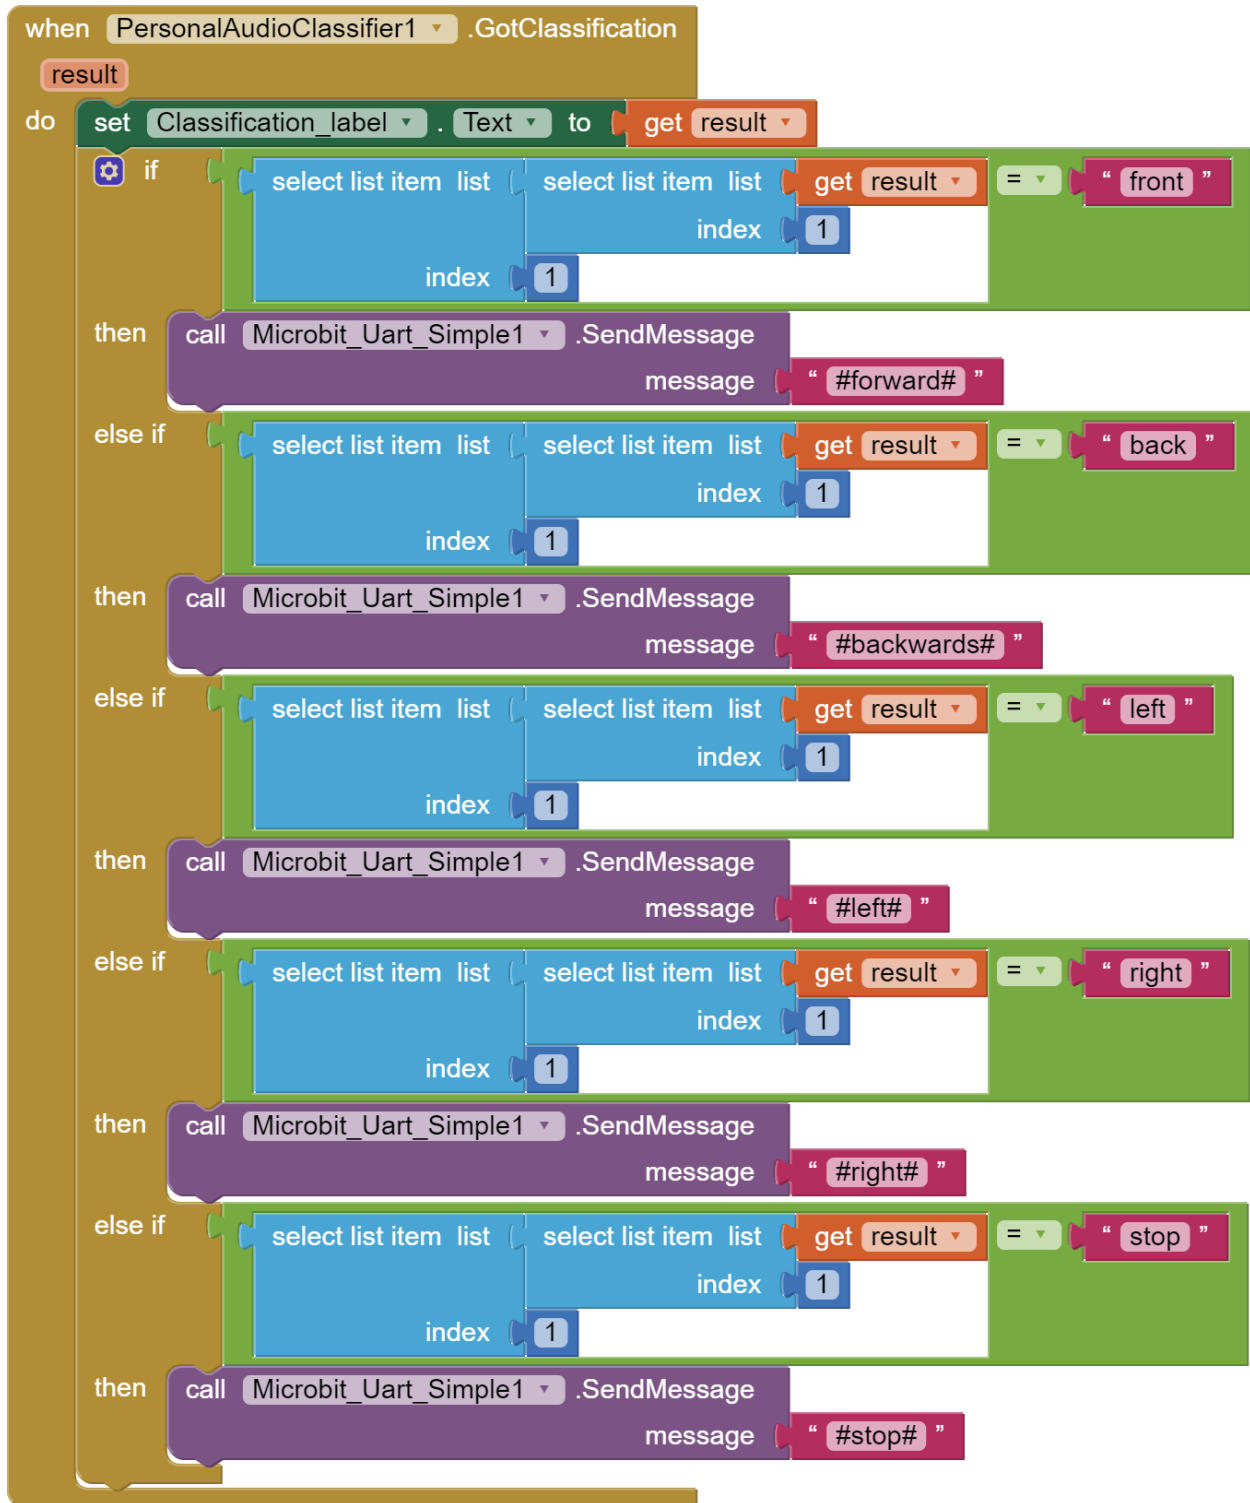 when PersonalAudioClassifier1 .GotClassification
result
do set Classification_label . Text to get result
if select list item list select list item list get result = “ front ”
index 1
index 1
then call Microbit_Uart_Simple1 .SendMessage
message “ #forward# ”
else if select list item list select list item list get result = “ back ”
index 1
index 1
then call Microbit_Uart_Simple1 .SendMessage
message “ #backwards# ”
else if select list item list select list item list get result = “ left ”
index 1
index 1
then call Microbit_Uart_Simple1 .SendMessage
message “ #left# ”
else if select list item list select list item list get result = “ right ”
index 1
index 1
then call Microbit_Uart_Simple1 .SendMessage
message “ #right# ”
else if select list item list select list item list get result = “ stop ”
index 1
index 1
then call Microbit_Uart_Simple1 .SendMessage
message “ #stop# ”